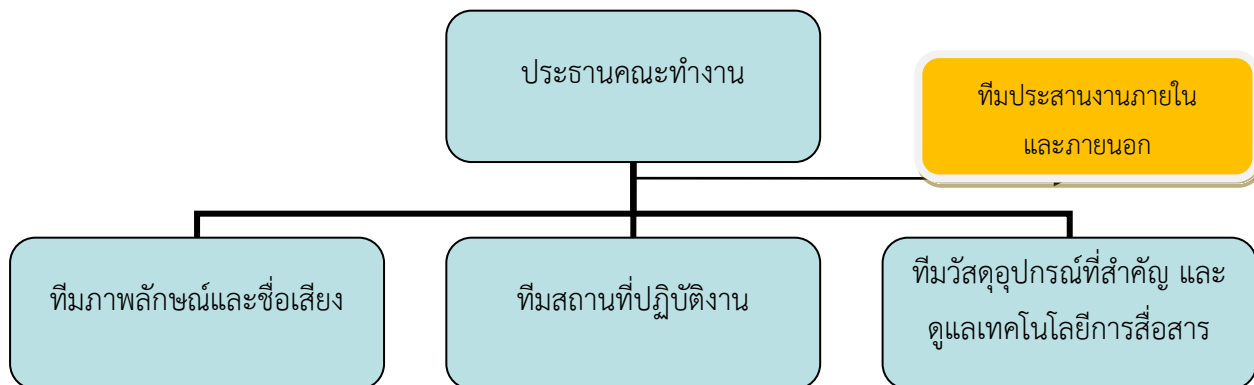 ประธานคณะทำงาน
ทีมประสานงานภายใน
และภายนอก
ทีมภาพลักษณ์และชื่อเสียง
ทีมสถานที่ปฏิบัติงาน
ทีมวัสดุอุปกรณ์ที่สำคัญ และ
ดูแลเทคโนโลยีการสื่อสาร